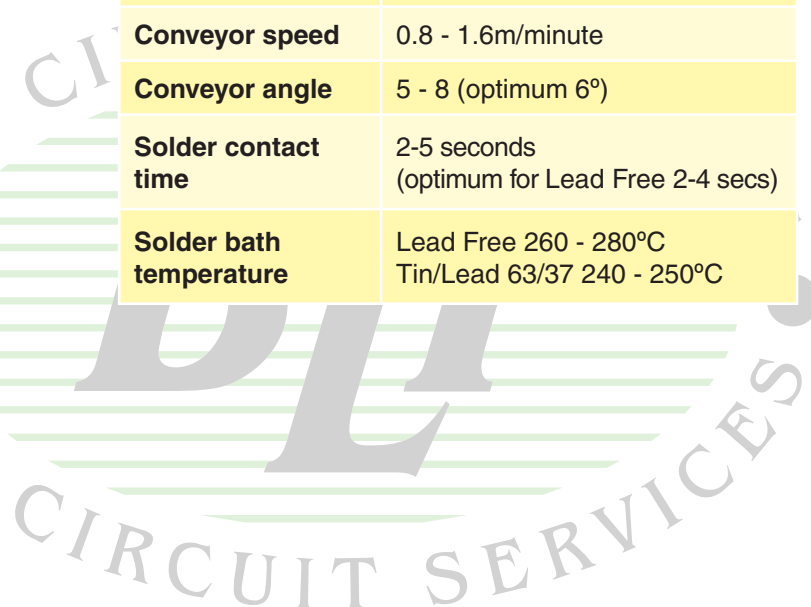 Conveyor speed 0.8 - 1.6m/minute
Conveyor angle 5 - 8 (optimum 6º)
Solder contact time 2-5 seconds
(optimum for Lead Free 2-4 secs)
Solder bath temperature Lead Free 260 - 280ºC
Tin/Lead 63/37 240 - 250ºC
CIRCUIT SERVICES